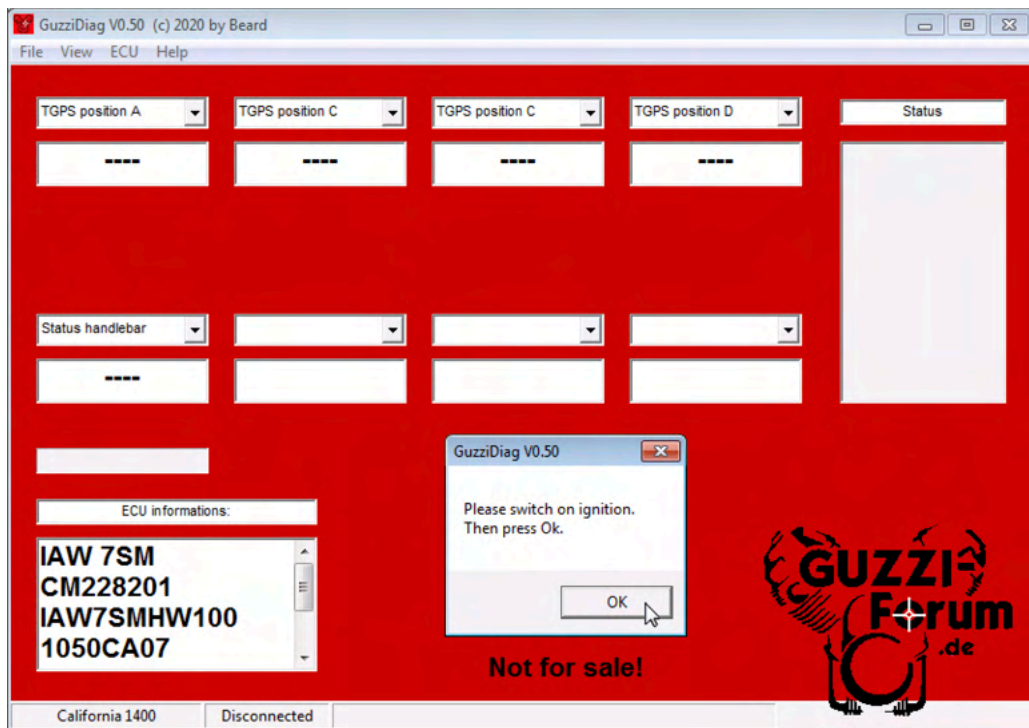 GuzziDiag V0.50 (c) 2020 by Beard
File View ECU Help
TGPS position A TGPS position C TGPS position C TGPS position D Status
---- ---- ---- ----
Status handlebar
----
GuzziDiag V0.50
Please switch on ignition.
Then press Ok.
OK
ECU informations:
IAW 7SM
CM228201
IAW7SMHW100
1050CA07
Not for sale!
GUZZI-
Forum
.de
California 1400 Disconnected